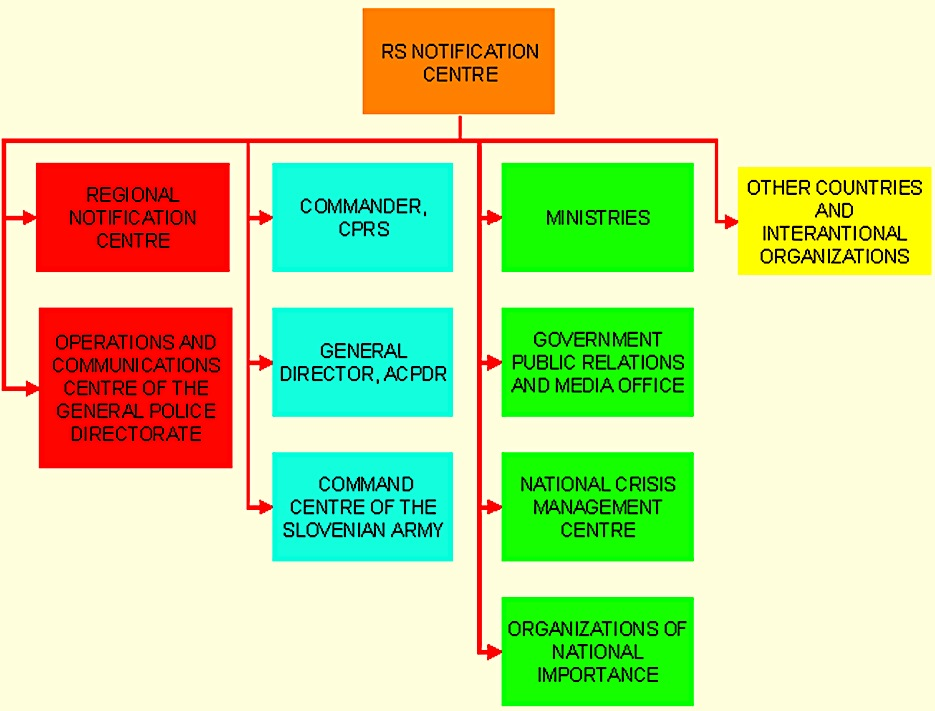 RS NOTIFICATION
CENTRE
REGIONAL
NOTIFICATION
CENTRE
COMMANDER,
CPRS
MINISTRIES
OTHER COUNTRIES
AND
INTERANTIONAL
ORGANIZATIONS
OPERATIONS AND
COMMUNICATIONS
CENTRE OF THE
GENERAL POLICE
DIRECTORATE
GENERAL
DIRECTOR, ACPDR
GOVERNMENT
PUBLIC RELATIONS
AND MEDIA OFFICE
COMMAND
CENTRE OF THE
SLOVENIAN ARMY
NATIONAL CRISIS
MANAGEMENT
CENTRE
ORGANIZATIONS OF
NATIONAL
IMPORTANCE